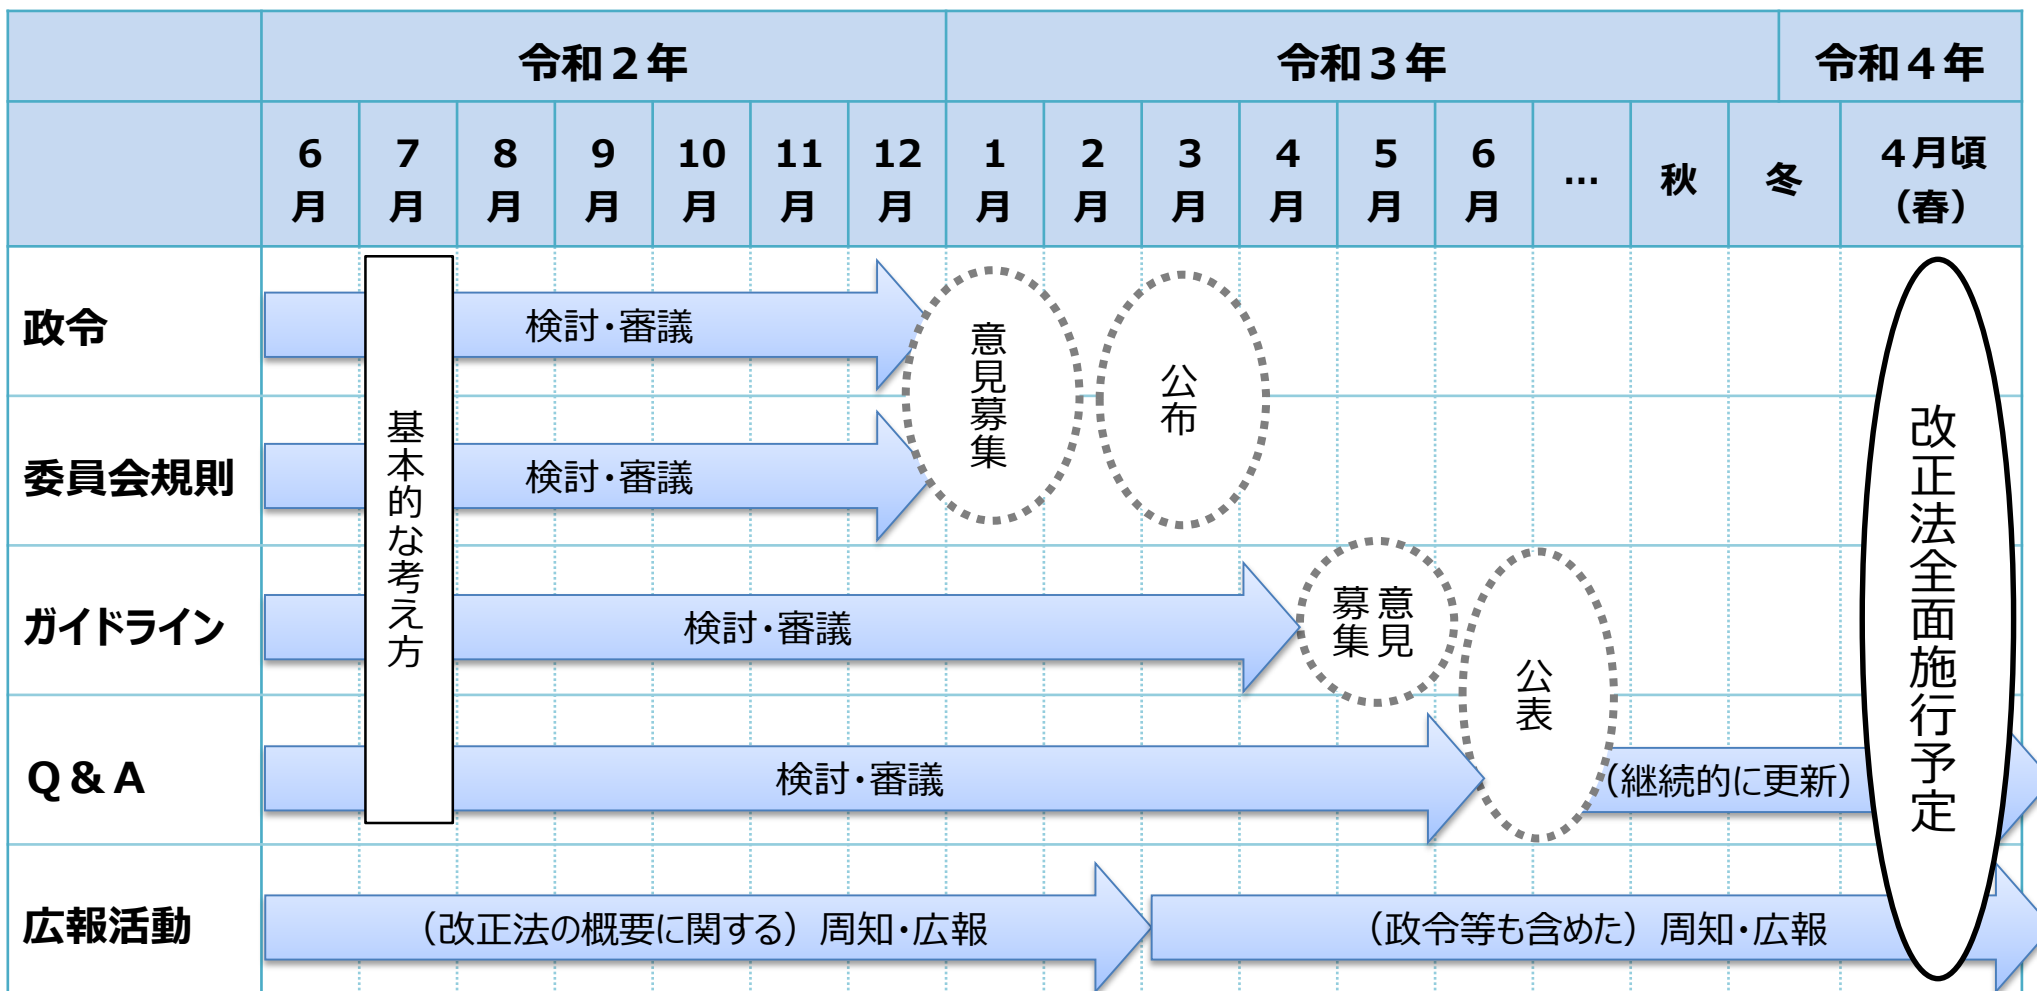 令和２年
令和３年
令和４年
6月
7月
8月
9月
10月
11月
12月
1月
2月
3月
4月
5月
6月
…
秋
冬
４月頃
（春）
政令
検討・審議
委員会規則
検討・審議
基本的な考え方
意見募集
公布
ガイドライン
検討・審議
意見
募集
公表
Ｑ＆Ａ
検討・審議
（継続的に更新）
改正法全面施行予定
広報活動
（改正法の概要に関する）周知・広報
（政令等も含めた）周知・広報